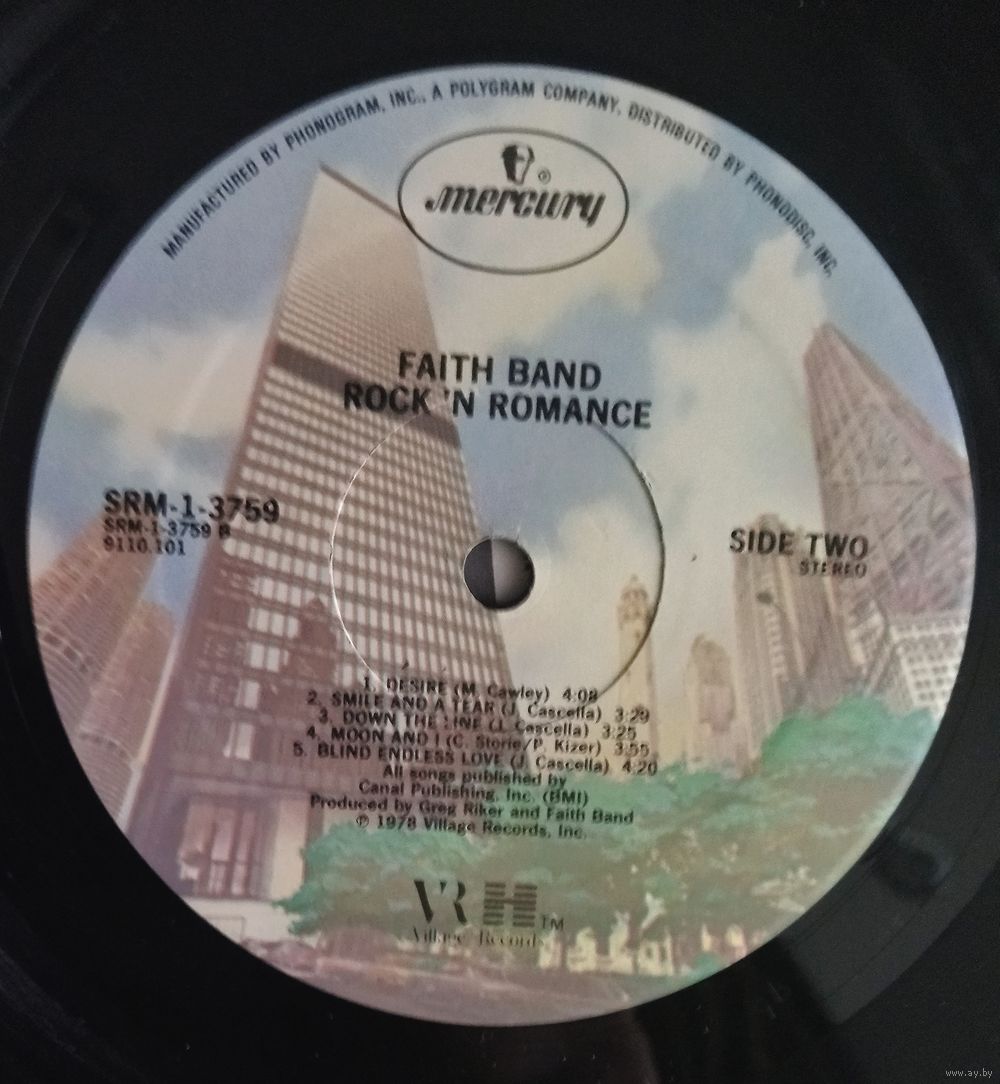 MANUFACTURED BY PHONOGRAM, INC., A POLYGRAM COMPANY, DISTRIBUTED BY PHONODISC, INC.
mercury ®
FAITH BAND
ROCK 'N ROMANCE
SRM-1-3759
SRM-1-3759 B
9110.101
SIDE TWO
STEREO
1. DÉSIRÉ (M. Cawley) 4:08
2. SMILE AND A TEAR (J. Cascella) 3:29
3. DOWN THE LINE (J. Cascella) 3:25
4. MOON AND I (C. Storie/P. Kizer) 3:55
5. BLIND ENDLESS LOVE (J. Cascella) 4:20
All songs published by
Canal Publishing, Inc. (BMI)
Produced by Greg Riker and Faith Band
℗ 1978 Village Records, Inc.
VR TM
Village Records
www.ay.by